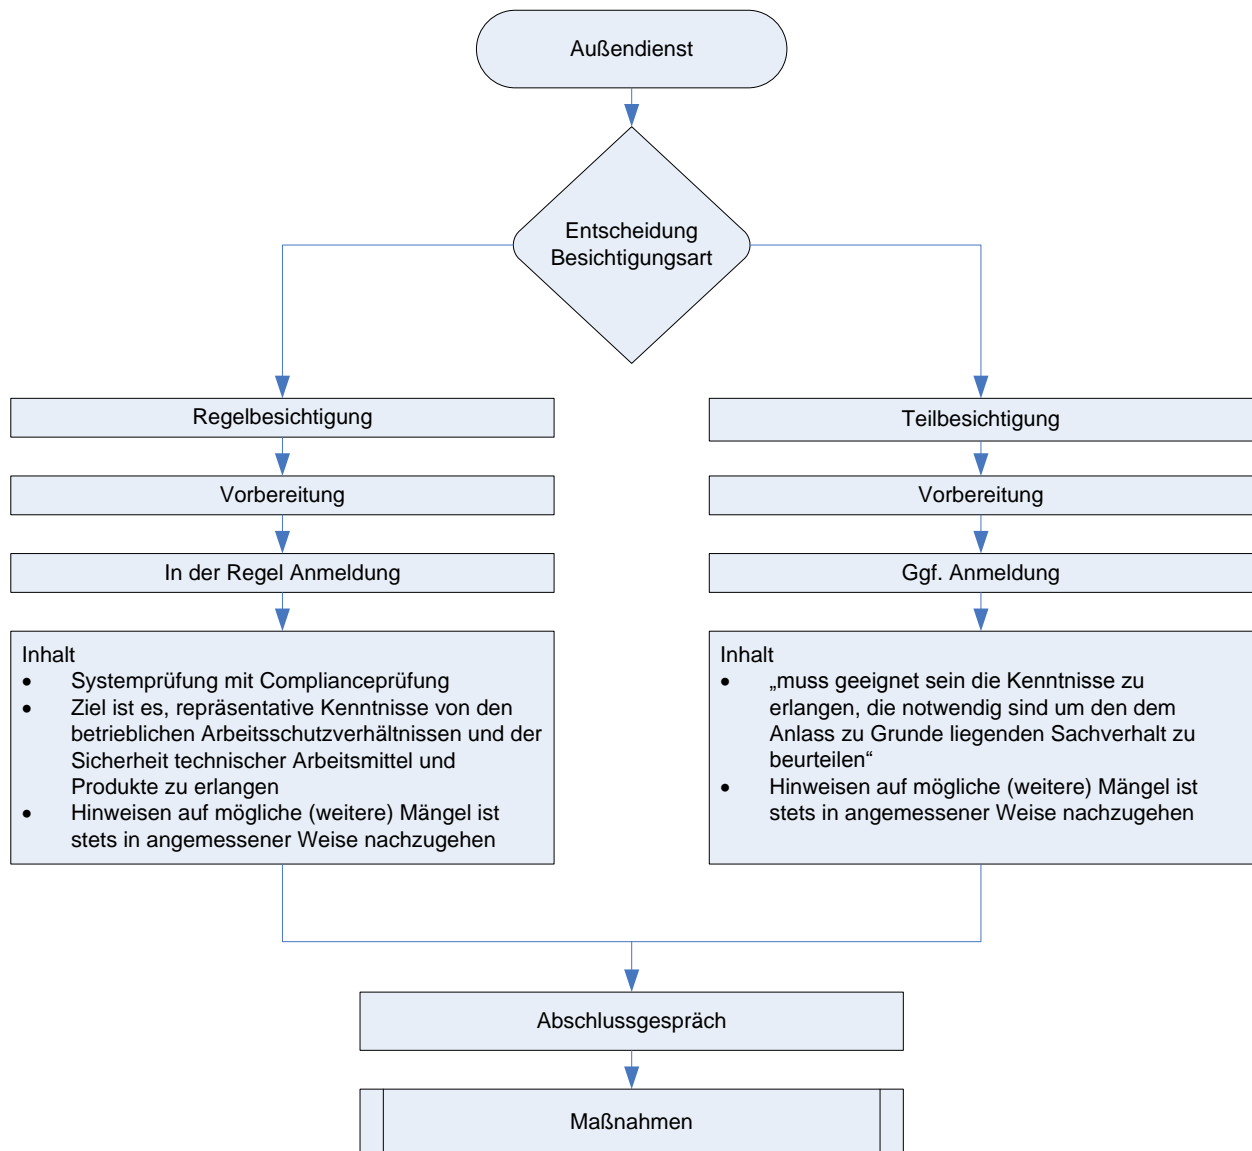 Außendienst
Entscheidung
Besichtigungsart
Regelbesichtigung
Vorbereitung
In der Regel Anmeldung
Inhalt
• Systemprüfung mit Complianceprüfung
• Ziel ist es, repräsentative Kenntnisse von den
betrieblichen Arbeitsschutzverhältnissen und der
Sicherheit technischer Arbeitsmittel und
Produkte zu erlangen
• Hinweisen auf mögliche (weitere) Mängel ist
stets in angemessener Weise nachzugehen
Teilbesichtigung
Vorbereitung
Ggf. Anmeldung
Inhalt
• „muss geeignet sein die Kenntnisse zu
erlangen, die notwendig sind um den dem
Anlass zu Grunde liegenden Sachverhalt zu
beurteilen“
• Hinweisen auf mögliche (weitere) Mängel ist
stets in angemessener Weise nachzugehen
Abschlussgespräch
Maßnahmen